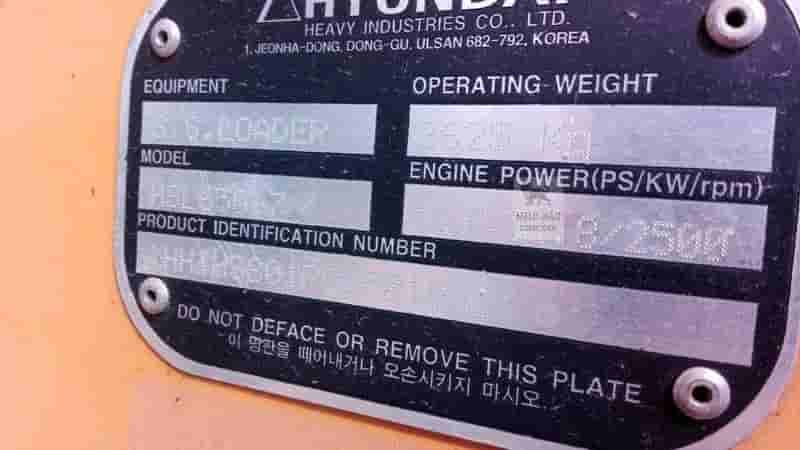 HYUNDAI
HEAVY INDUSTRIES CO., LTD.
1, JEONHA-DONG, DONG-GU, ULSAN 682-792, KOREA
EQUIPMENT
S.S.LOADER
OPERATING WEIGHT
MODEL
ENGINE POWER(PS/KW/rpm)
8/2500
PRODUCT IDENTIFICATION NUMBER
DO NOT DEFACE OR REMOVE THIS PLATE
이 명판을 떼어내거나 오손시키지 마시오.